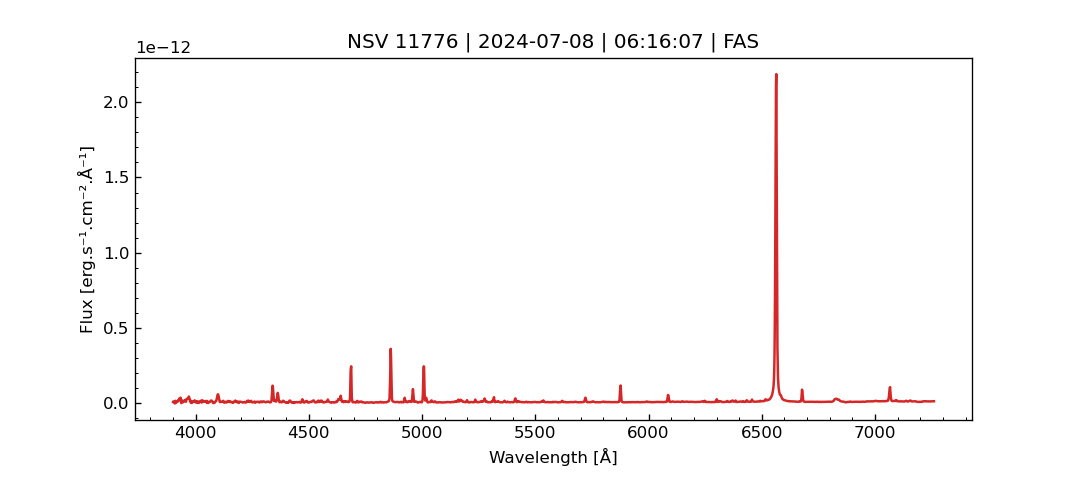 NSV 11776 | 2024-07-08 | 06:16:07 | FAS
1e−12
2.0
1.5
1.0
0.5
0.0
Flux [erg.s⁻¹.cm⁻².Å⁻¹]
4000 4500 5000 5500 6000 6500 7000
Wavelength [Å]